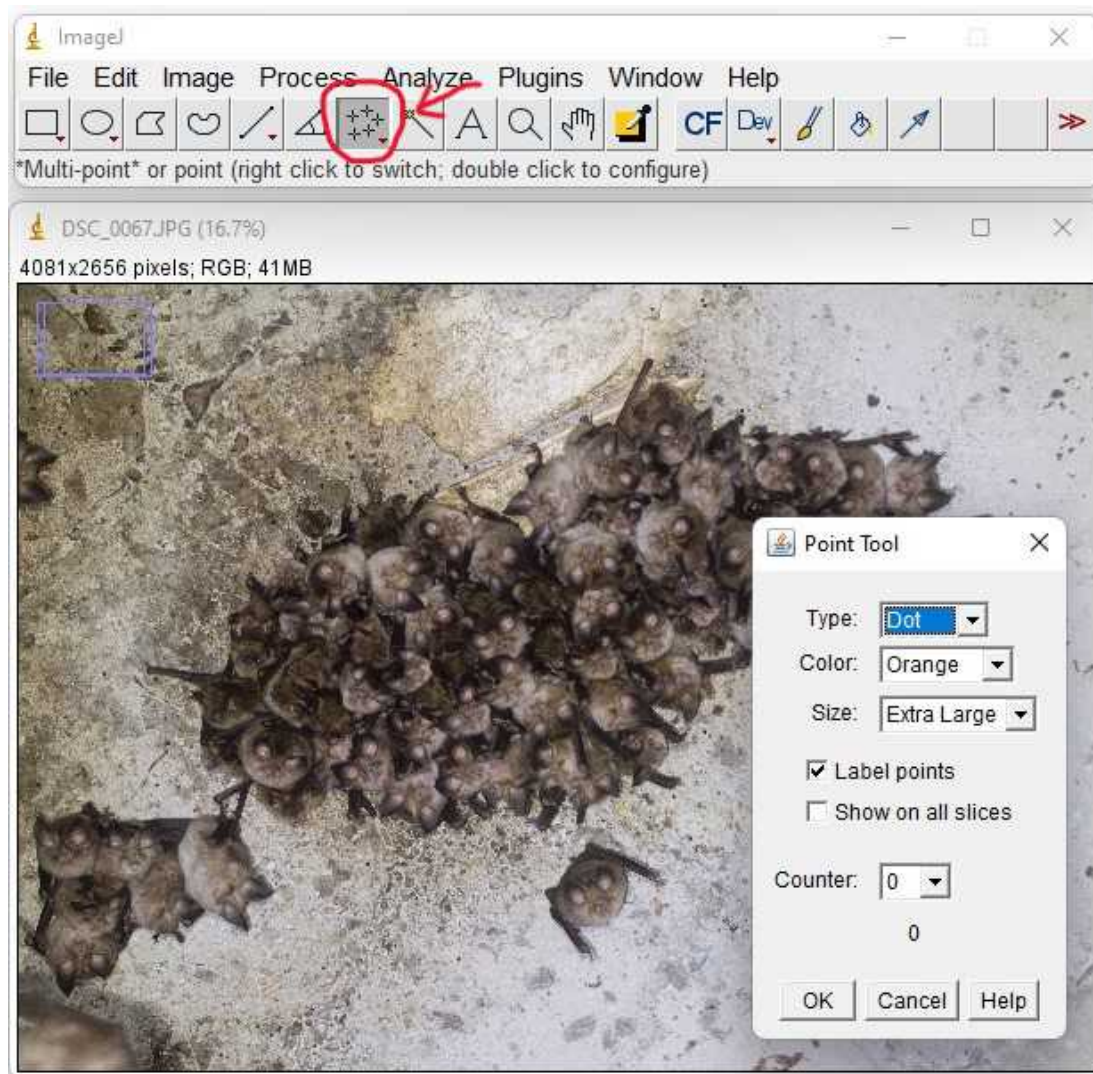 ImageJ
File Edit Image Process Analyze Plugins Window Help
A CF Dev
*Multi-point* or point (right click to switch; double click to configure)
DSC_0067.JPG (16.7%)
4081x2656 pixels; RGB; 41MB
Point Tool
Type: Dot
Color: Orange
Size: Extra Large
Label points
Show on all slices
Counter: 0
0
OK Cancel Help